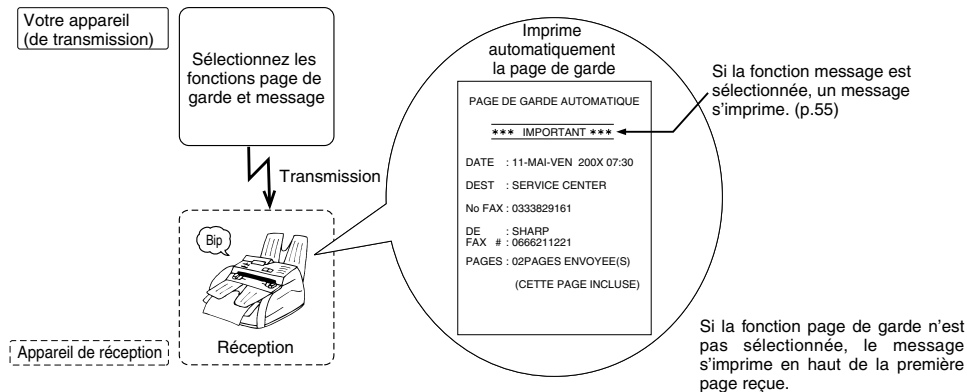 Votre appareil
(de transmission)
Sélectionnez les
fonctions page de
garde et message
Transmission
Bip
Réception
Appareil de réception
Imprime
automatiquement
la page de garde
PAGE DE GARDE AUTOMATIQUE
*** IMPORTANT ***
DATE : 11-MAI-VEN 200X 07:30
DEST : SERVICE CENTER
No FAX : 0333829161
DE : SHARP
FAX # : 0666211221
PAGES : 02PAGES ENVOYEE(S)
(CETTE PAGE INCLUSE)
Si la fonction message est
sélectionnée, un message
s'imprime. (p.55)
Si la fonction page de garde n'est
pas sélectionnée, le message
s'imprime en haut de la première
page reçue.